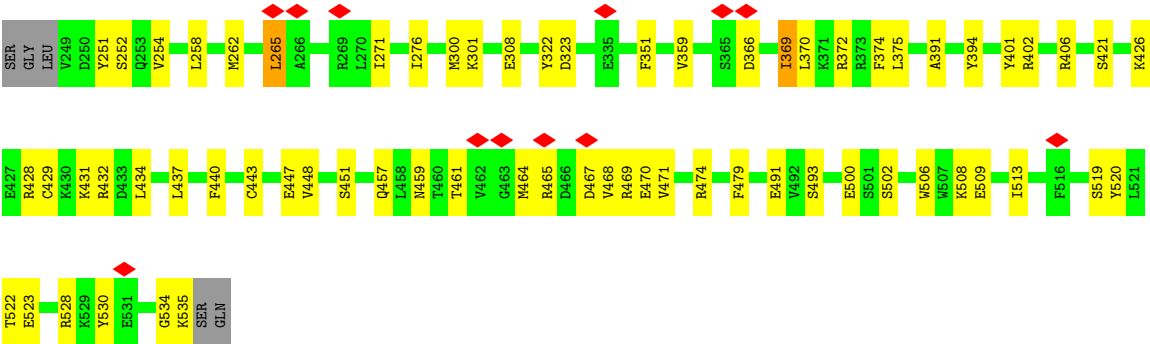 SER GLY LEU V249 D250 Y251 S252 Q253 V254 L258 M262 L265 A266 R269 L270 I271 I276 M300 K301 E308 Y322 D323 E335 F351 V359 S365 D366 I369 L370 K371 R372 R373 F374 L375 A391 Y394 Y401 R402 R406 S421 K426
E427 R428 C429 K430 K431 R432 D433 L434 L437 F440 C443 E447 V448 S451 Q457 L458 N459 T460 T461 V462 G463 M464 R465 D466 D467 V468 R469 E470 V471 R474 F479 E491 V492 S493 E500 S501 S502 W506 W507 K508 E509 I513 F516 S519 Y520 L521
T522 E523 R528 K529 Y530 E531 G534 K535 SER GLN